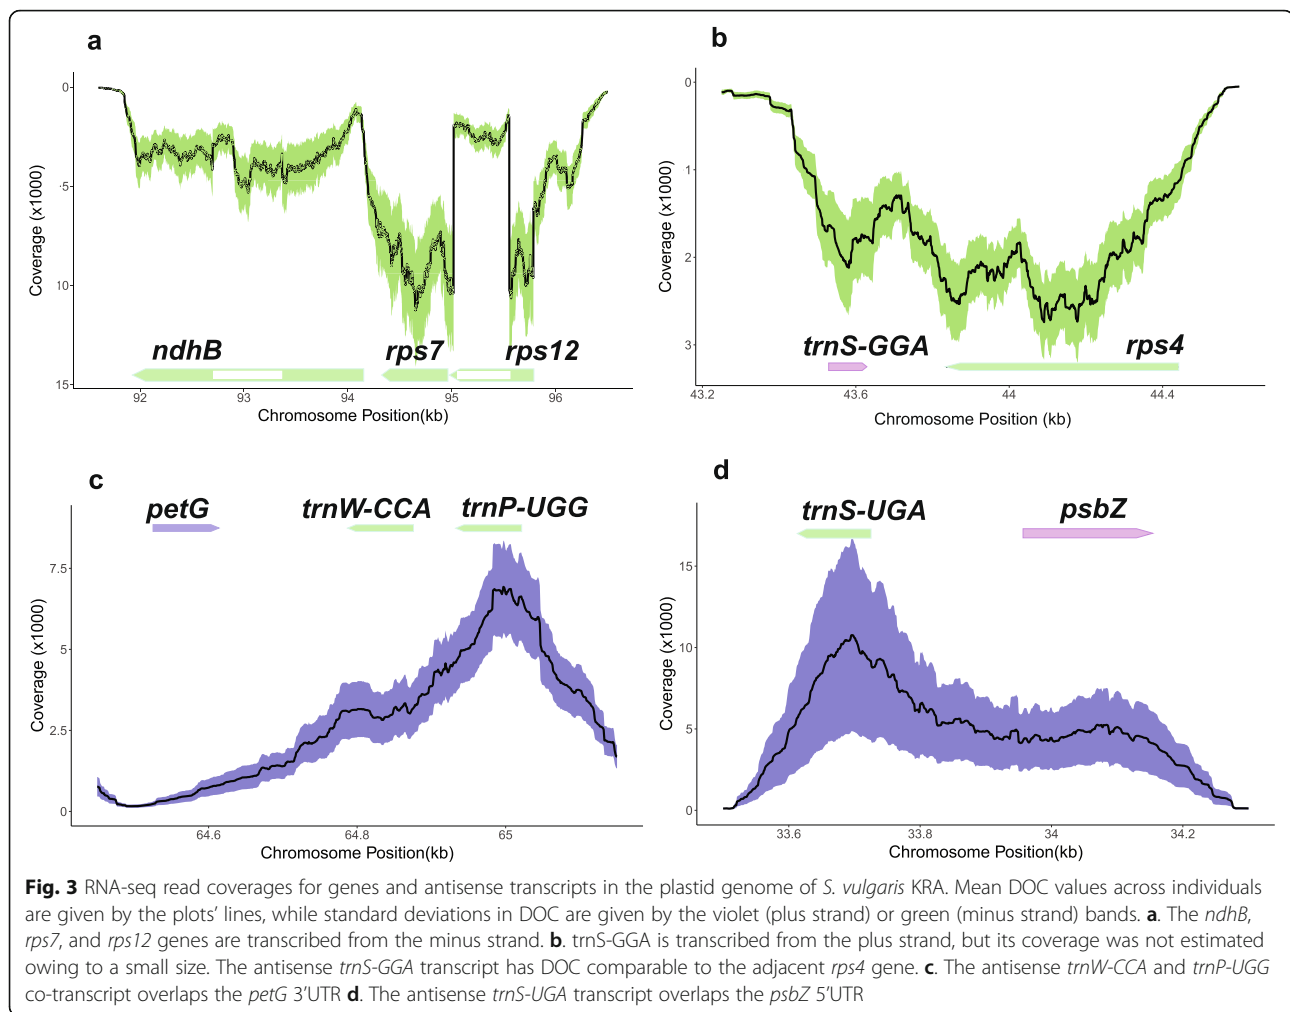 a
0
5
10
15
Coverage (x1000)
ndhB
rps7
rps12
92
93
94
95
96
Chromosome Position(kb)
b
0
1
2
3
Coverage (x1000)
trnS-GGA
rps4
43.2
43.6
44
44.4
Chromosome Position (kb)
c
petG
trnW-CCA
trnP-UGG
7.5
5
2.5
0
Coverage (x1000)
64.6
64.8
65
Chromosome Position(kb)
d
trnS-UGA
psbZ
15
10
5
0
Coverage (x1000)
33.6
33.8
34
34.2
Chromosome Position(kb)
Fig. 3 RNA-seq read coverages for genes and antisense transcripts in the plastid genome of S. vulgaris KRA. Mean DOC values across individuals
are given by the plots’ lines, while standard deviations in DOC are given by the violet (plus strand) or green (minus strand) bands. a. The ndhB,
rps7, and rps12 genes are transcribed from the minus strand. b. trnS-GGA is transcribed from the plus strand, but its coverage was not estimated
owing to a small size. The antisense trnS-GGA transcript has DOC comparable to the adjacent rps4 gene. c. The antisense trnW-CCA and trnP-UGG
co-transcript overlaps the petG 3’UTR d. The antisense trnS-UGA transcript overlaps the psbZ 5’UTR